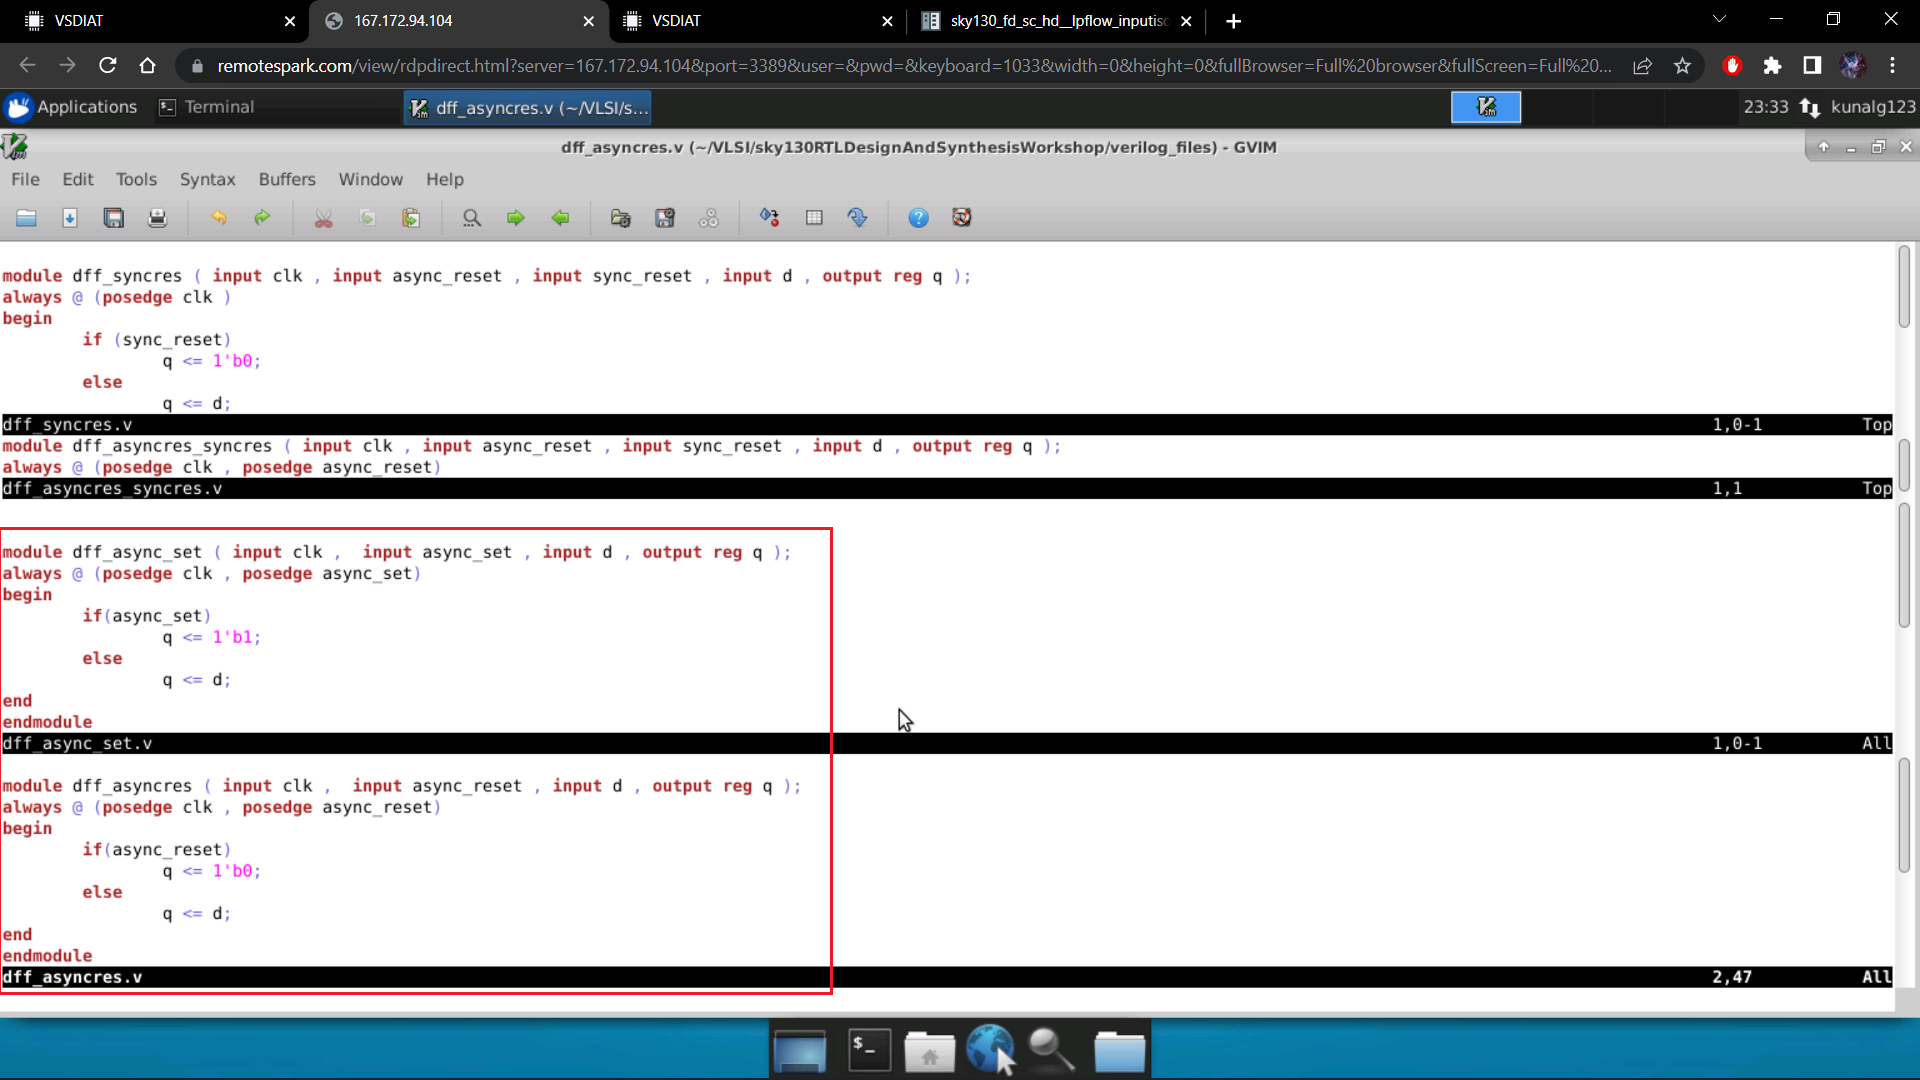 VSDIAT
167.172.94.104
VSDIAT
sky130_fd_sc_hd__lpflow_inputiso
remotespark.com/view/rdpdirect.html?server=167.172.94.104&port=3389&user=&pwd=&keyboard=1033&width=0&height=0&fullBrowser=Full%20browser&fullScreen=Full%20...
Applications
Terminal
dff_asyncres.v (~/VLSI/s...
23:33
kunalg123
dff_asyncres.v (~/VLSI/sky130RTLDesignAndSynthesisWorkshop/verilog_files) - GVIM
File Edit Tools Syntax Buffers Window Help
module dff_syncres ( input clk , input async_reset , input sync_reset , input d , output reg q );
always @ (posedge clk )
begin
if (sync_reset)
q <= 1'b0;
else
q <= d;
dff_syncres.v 1,0-1 Top
module dff_asyncres_syncres ( input clk , input async_reset , input sync_reset , input d , output reg q );
always @ (posedge clk , posedge async_reset)
dff_asyncres_syncres.v 1,1 Top
module dff_async_set ( input clk ,  input async_set , input d , output reg q );
always @ (posedge clk , posedge async_set)
begin
if(async_set)
q <= 1'b1;
else
q <= d;
end
endmodule
dff_async_set.v 1,0-1 All
module dff_asyncres ( input clk ,  input async_reset , input d , output reg q );
always @ (posedge clk , posedge async_reset)
begin
if(async_reset)
q <= 1'b0;
else
q <= d;
end
endmodule
dff_asyncres.v 2,47 All
$_